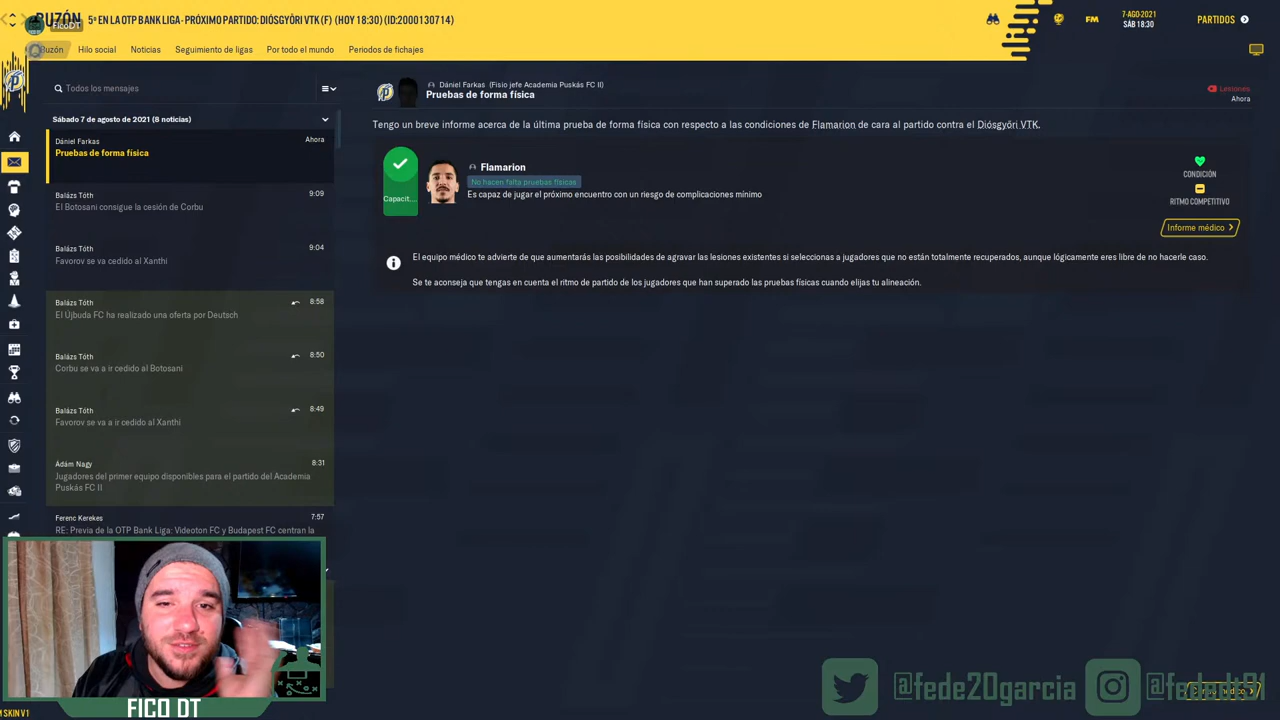 BUZÓN
5º EN LA OTP BANK LIGA - PRÓXIMO PARTIDO: DIÓSGYŐRI VTK (F) (HOY 18:30) (ID:2000130714)
FicoDT
FM
7-AGO-2021
SÁB 18:30
PARTIDOS
Buzón
Hilo social
Noticias
Seguimiento de ligas
Por todo el mundo
Periodos de fichajes
Todos los mensajes
Sábado 7 de agosto de 2021 (8 noticias)
Dániel Farkas
Ahora
Pruebas de forma física
Balázs Tóth
9:09
El Botosani consigue la cesión de Corbu
Balázs Tóth
9:04
Favorov se va cedido al Xanthi
Balázs Tóth
8:58
El Újbuda FC ha realizado una oferta por Deutsch
Balázs Tóth
8:50
Corbu se va a ir cedido al Botosani
Balázs Tóth
8:49
Favorov se va a ir cedido al Xanthi
Ádám Nagy
8:31
Jugadores del primer equipo disponibles para el partido del Academia
Puskás FC II
Ferenc Kerekes
7:57
RE: Previa de la OTP Bank Liga: Videoton FC y Budapest FC centran la
Dániel Farkas (Fisio jefe Academia Puskás FC II)
Pruebas de forma física
Lesiones
Ahora
Tengo un breve informe acerca de la última prueba de forma física con respecto a las condiciones de Flamarion de cara al partido contra el Diósgyőri VTK.
Capacit...
Flamarion
No hacen falta pruebas físicas
Es capaz de jugar el próximo encuentro con un riesgo de complicaciones mínimo
CONDICIÓN
RITMO COMPETITIVO
Informe médico
El equipo médico te advierte de que aumentarás las posibilidades de agravar las lesiones existentes si seleccionas a jugadores que no están totalmente recuperados, aunque lógicamente eres libre de no hacerle caso.
Se te aconseja que tengas en cuenta el ritmo de partido de los jugadores que han superado las pruebas físicas cuando elijas tu alineación.
FICO DT
SKIN V1
@fede20garcia